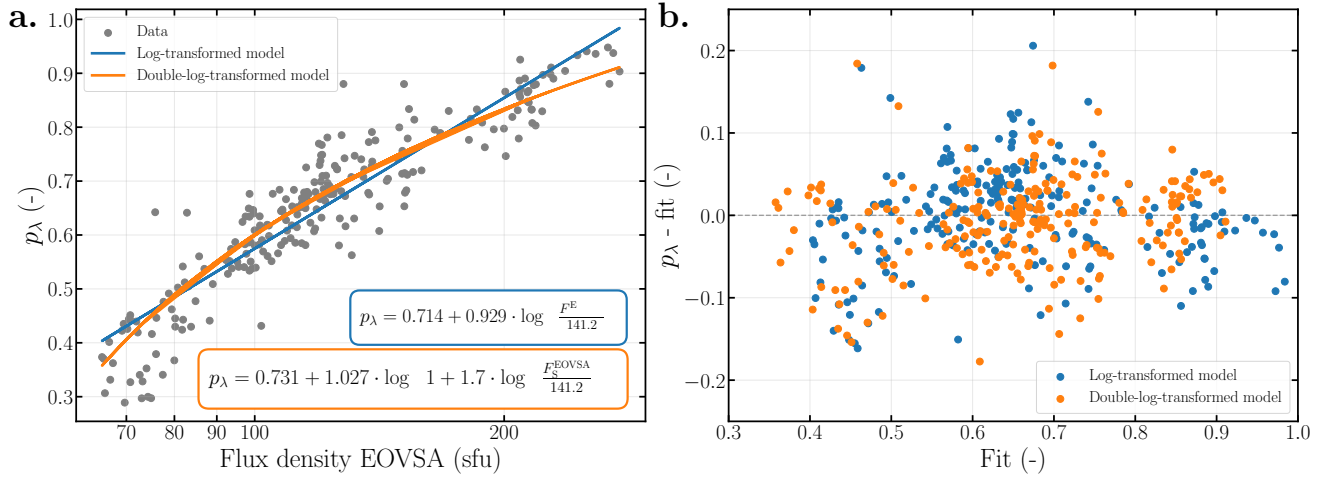 a.
1.0
0.9
0.8
0.7
0.6
0.5
0.4
0.3
p_λ (-)
Data
Log-transformed model
Double-log-transformed model
p_λ = 0.714 + 0.929 · log F^E / 141.2
p_λ = 0.731 + 1.027 · log 1 + 1.7 · log F_S^EOVSA / 141.2
70 80 90 100 200
Flux density EOVSA (sfu)
b.
0.2
0.1
0.0
−0.1
−0.2
p_λ - fit (-)
Log-transformed model
Double-log-transformed model
0.3 0.4 0.5 0.6 0.7 0.8 0.9 1.0
Fit (-)